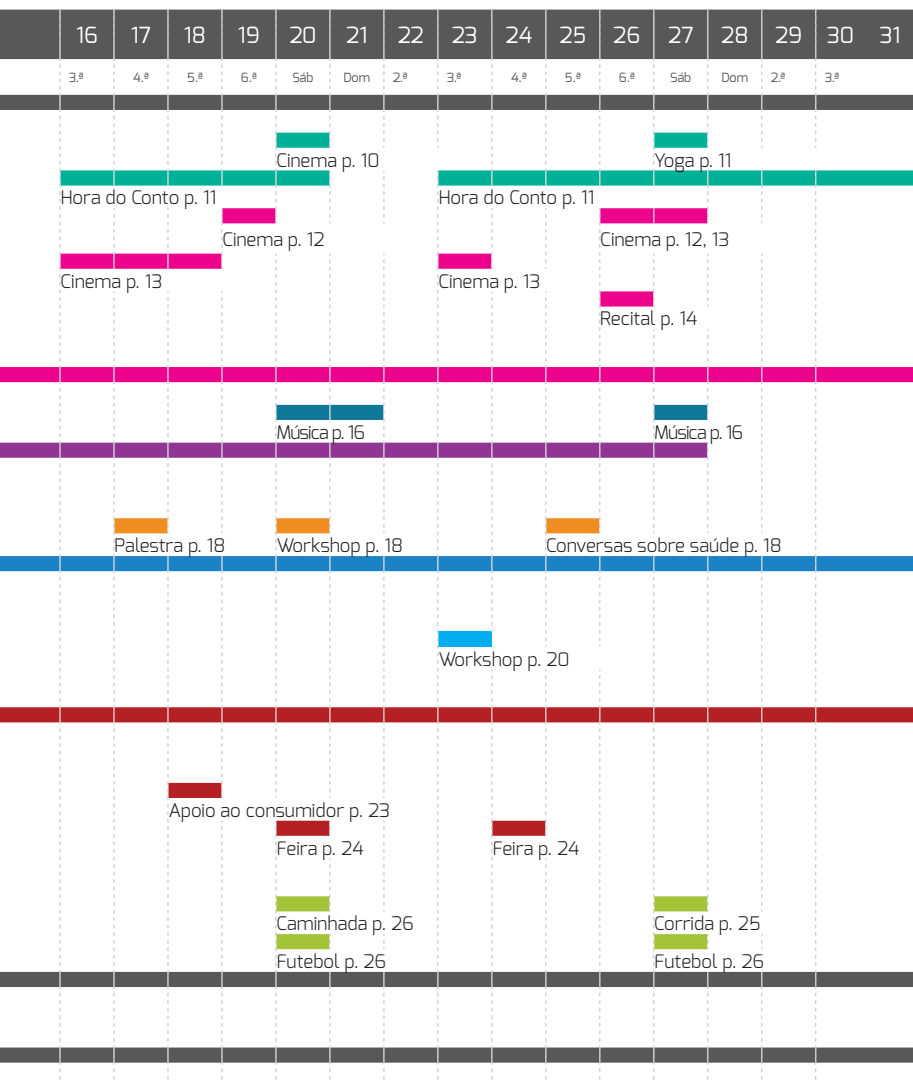 16 17 18 19 20 21 22 23 24 25 26 27 28 29 30 31
3.ª 4.ª 5.ª 6.ª Sáb Dom 2.ª 3.ª 4.ª 5.ª 6.ª Sáb Dom 2.ª 3.ª
Cinema p. 10 Yoga p. 11
Hora do Conto p. 11 Hora do Conto p. 11
Cinema p. 12 Cinema p. 12, 13
Cinema p. 13 Cinema p. 13
Recital p. 14
Música p. 16 Música p. 16
Palestra p. 18 Workshop p. 18 Conversas sobre saúde p. 18
Workshop p. 20
Apoio ao consumidor p. 23
Feira p. 24 Feira p. 24
Caminhada p. 26 Corrida p. 25
Futebol p. 26 Futebol p. 26